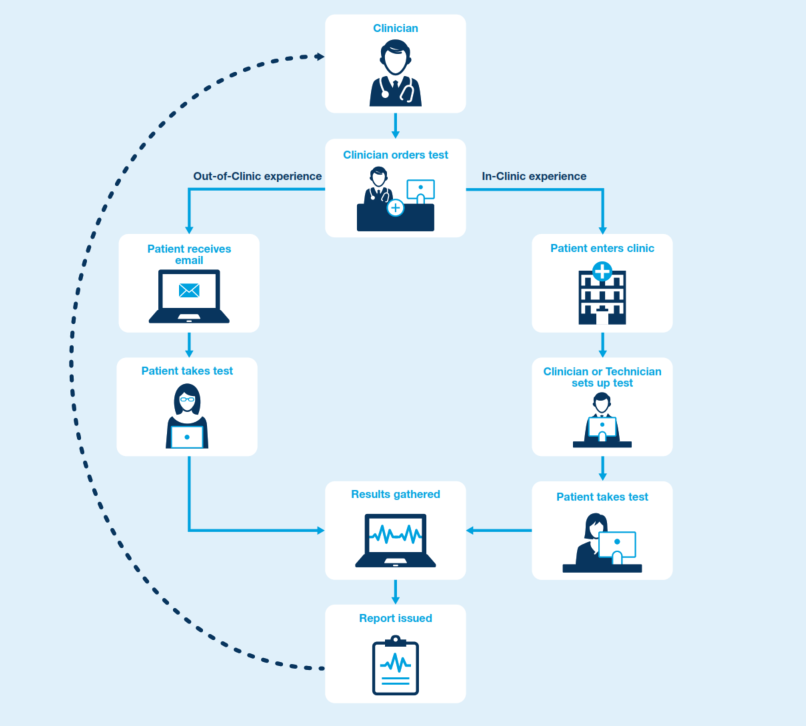 Clinician
Clinician orders test
Out-of-Clinic experience
In-Clinic experience
Patient receives
email
Patient enters clinic
Patient takes test
Clinician or Technician
sets up test
Results gathered
Patient takes test
Report issued